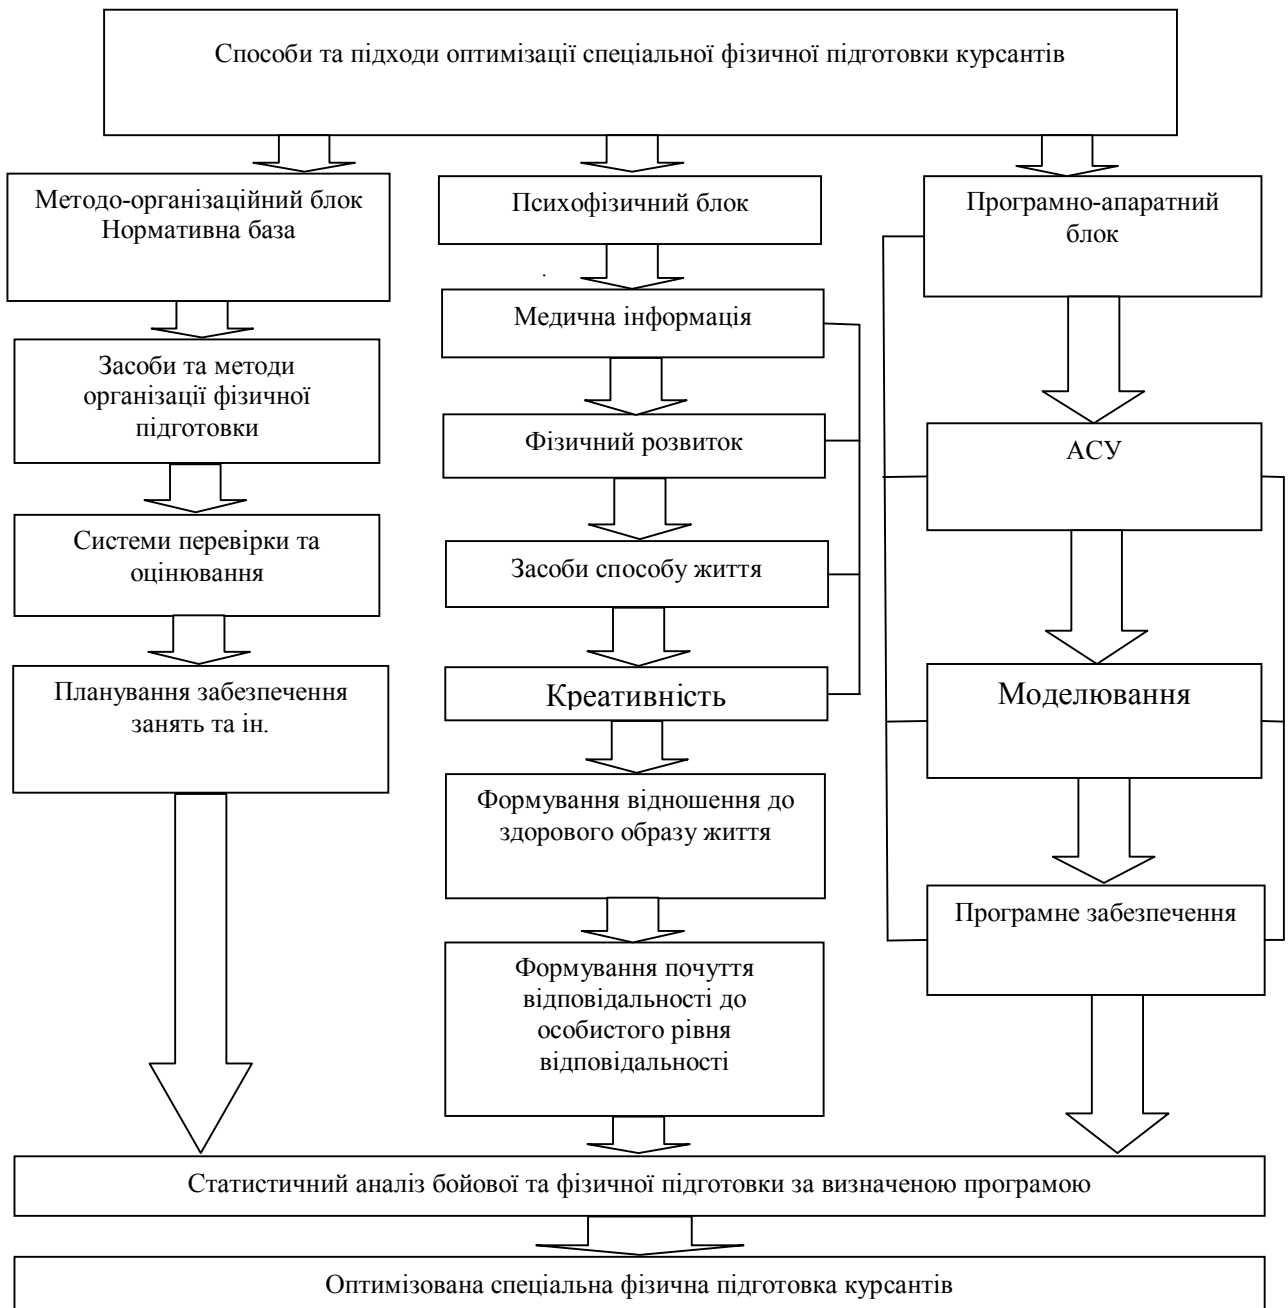 Способи та підходи оптимізації спеціальної фізичної підготовки курсантів
Методо-організаційний блок
Нормативна база
Засоби та методи
організації фізичної
підготовки
Системи перевірки та
оцінювання
Планування забезпечення
занять та ін.
Психофізичний блок
Медична інформація
Фізичний розвиток
Засоби способу життя
Креативність
Формування відношення до
здорового образу життя
Формування почуття
відповідальності до
особистого рівня
відповідальності
Програмно-апаратний
блок
АСУ
Моделювання
Програмне забезпечення
Статистичний аналіз бойової та фізичної підготовки за визначеною програмою
Оптимізована спеціальна фізична підготовка курсантів